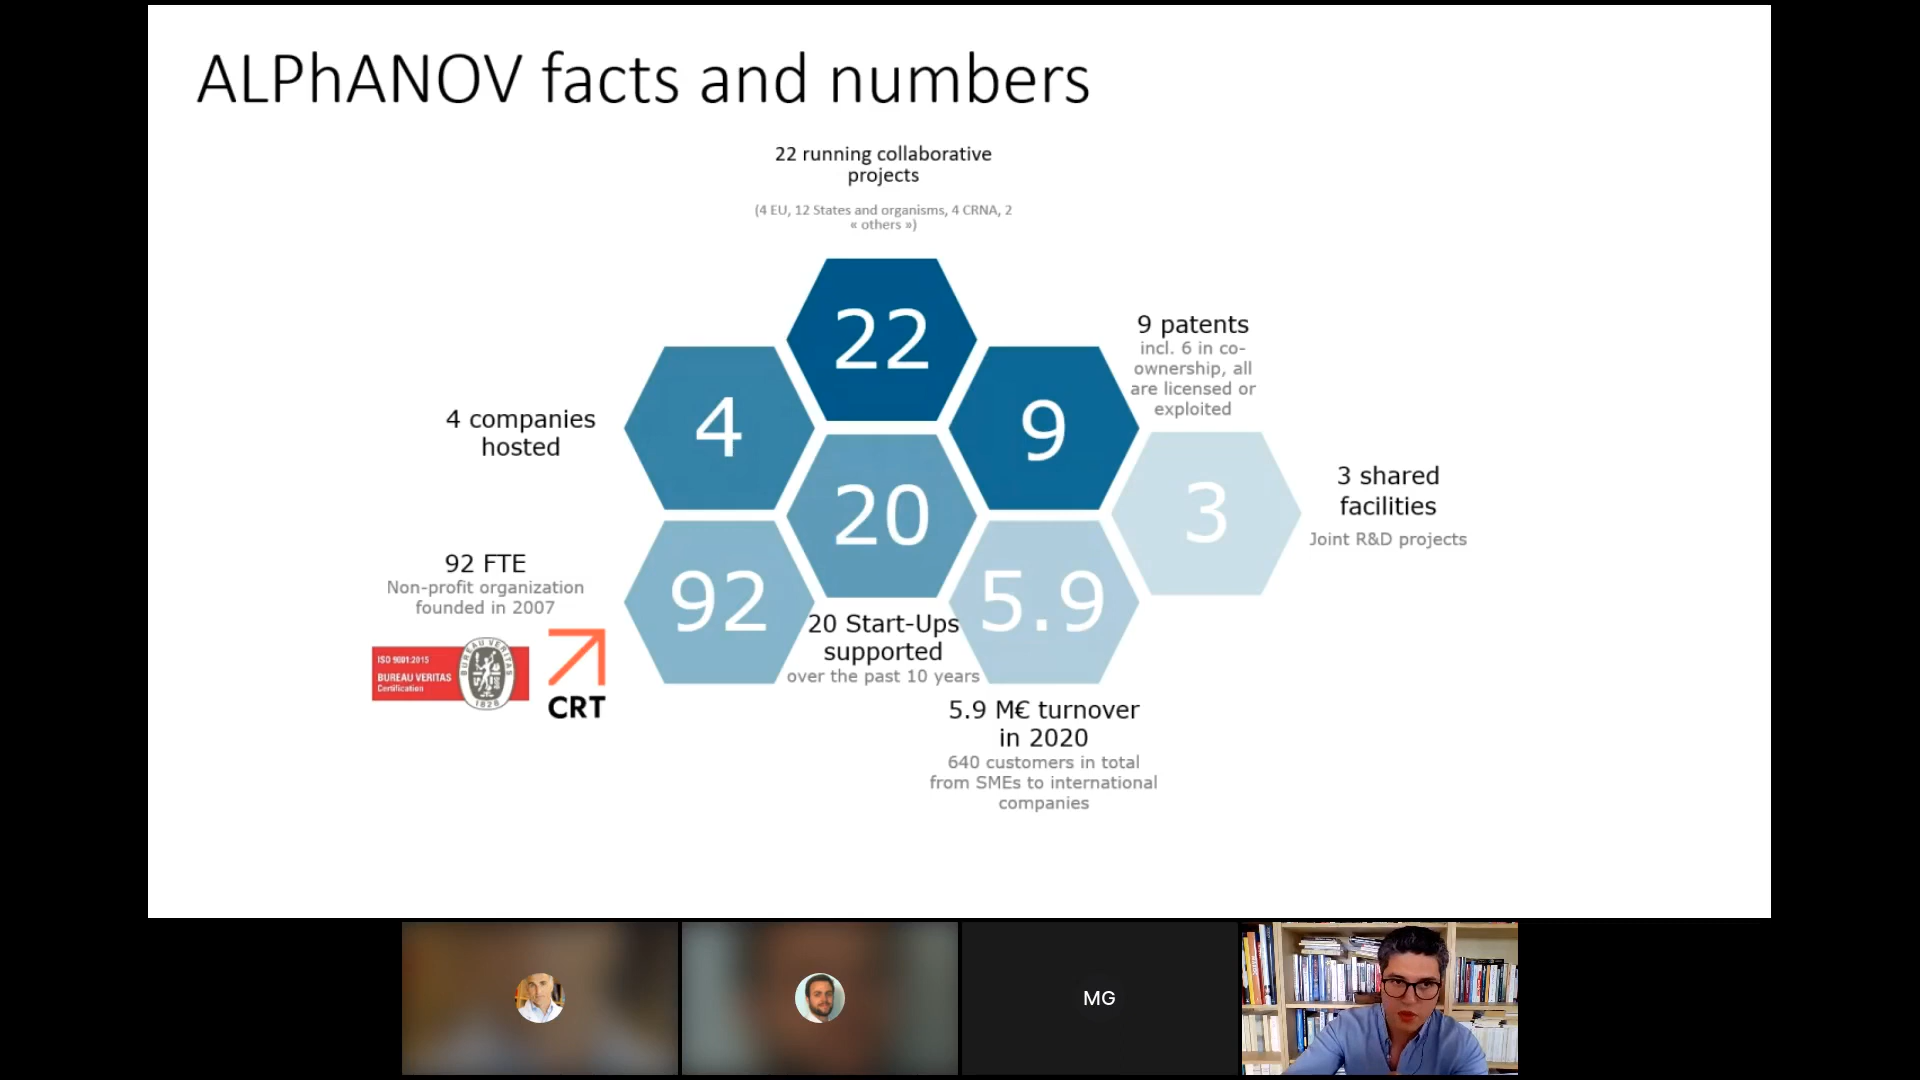 ALPhANOV facts and numbers
22 running collaborative
projects
(4 EU, 12 States and organisms, 4 CRNA, 2
« others »)
22
9 patents
incl. 6 in co-
ownership, all
are licensed or
exploited
4 companies
hosted
4
9
20
3
3 shared
facilities
Joint R&D projects
92 FTE
Non-profit organization
founded in 2007
92
5.9
20 Start-Ups
supported
over the past 10 years
ISO 9001:2015
BUREAU VERITAS
Certification
BUREAU VERITAS
1828
CRT
5.9 M€ turnover
in 2020
640 customers in total
from SMEs to international
companies
MG